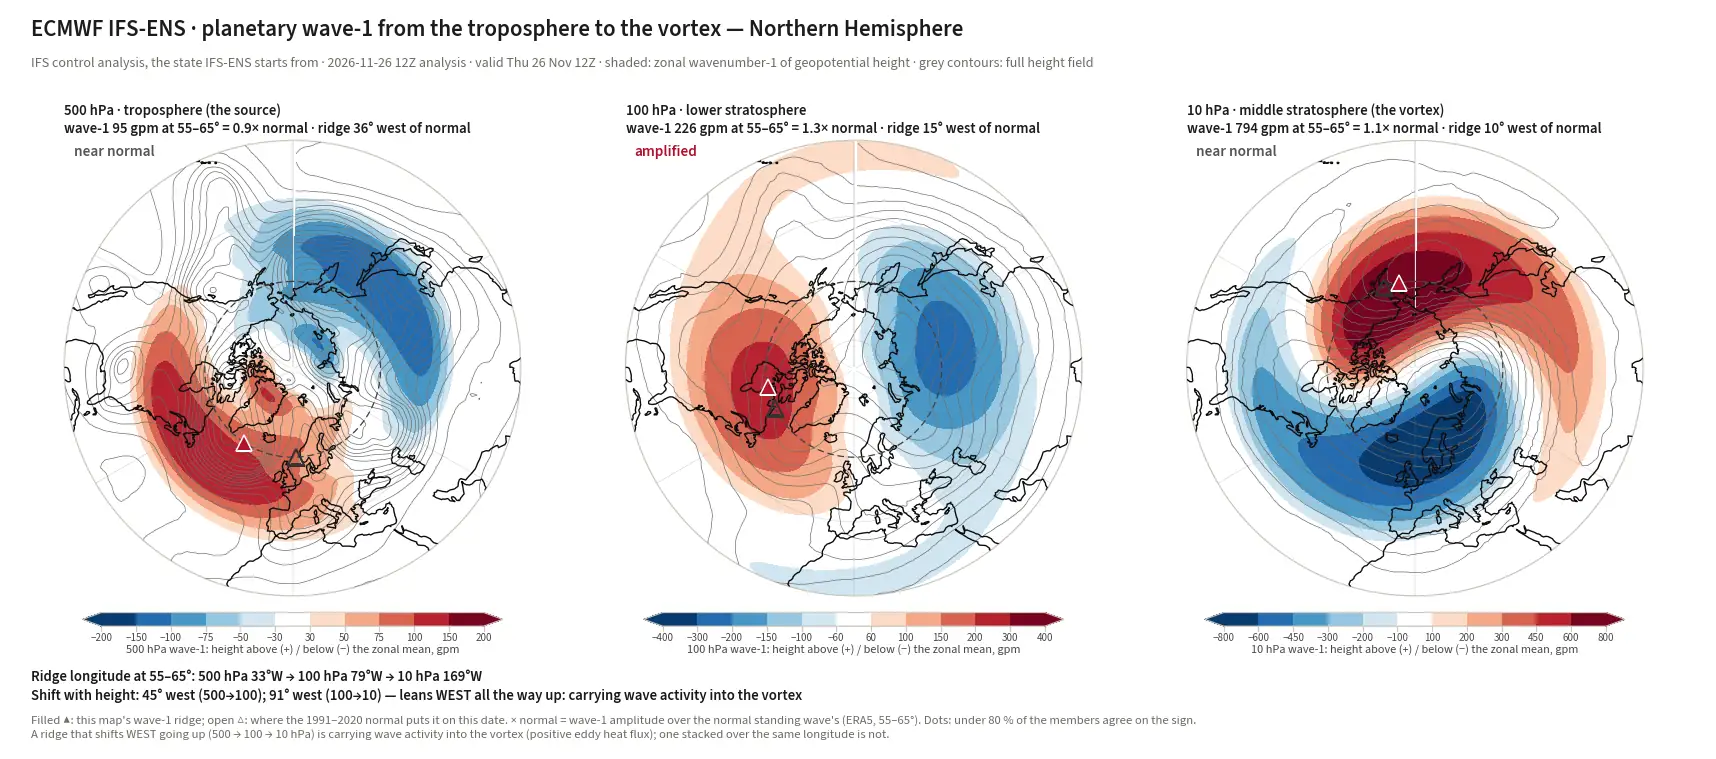 ECMWF IFS-ENS · planetary wave-1 from the troposphere to the vortex — Northern Hemisphere
IFS control analysis, the state IFS-ENS starts from · 2026-11-26 12Z analysis · valid Thu 26 Nov 12Z · shaded: zonal wavenumber-1 of geopotential height · grey contours: full height field
500 hPa · troposphere (the source)
wave-1 95 gpm at 55–65° = 0.9× normal · ridge 36° west of normal
near normal
100 hPa · lower stratosphere
wave-1 226 gpm at 55–65° = 1.3× normal · ridge 15° west of normal
amplified
10 hPa · middle stratosphere (the vortex)
wave-1 794 gpm at 55–65° = 1.1× normal · ridge 10° west of normal
near normal
−200 −150 −100 −75 −50 −30 30 50 75 100 150 200
500 hPa wave-1: height above (+) / below (−) the zonal mean, gpm
−400 −300 −200 −150 −100 −60 60 100 150 200 300 400
100 hPa wave-1: height above (+) / below (−) the zonal mean, gpm
−800 −600 −450 −300 −200 −100 100 200 300 450 600 800
10 hPa wave-1: height above (+) / below (−) the zonal mean, gpm
Ridge longitude at 55–65°: 500 hPa 33°W → 100 hPa 79°W → 10 hPa 169°W
Shift with height: 45° west (500→100); 91° west (100→10) — leans WEST all the way up: carrying wave activity into the vortex
Filled ▲: this map's wave-1 ridge; open △: where the 1991–2020 normal puts it on this date. × normal = wave-1 amplitude over the normal standing wave's (ERA5, 55–65°). Dots: under 80 % of the members agree on the sign.
A ridge that shifts WEST going up (500 → 100 → 10 hPa) is carrying wave activity into the vortex (positive eddy heat flux); one stacked over the same longitude is not.